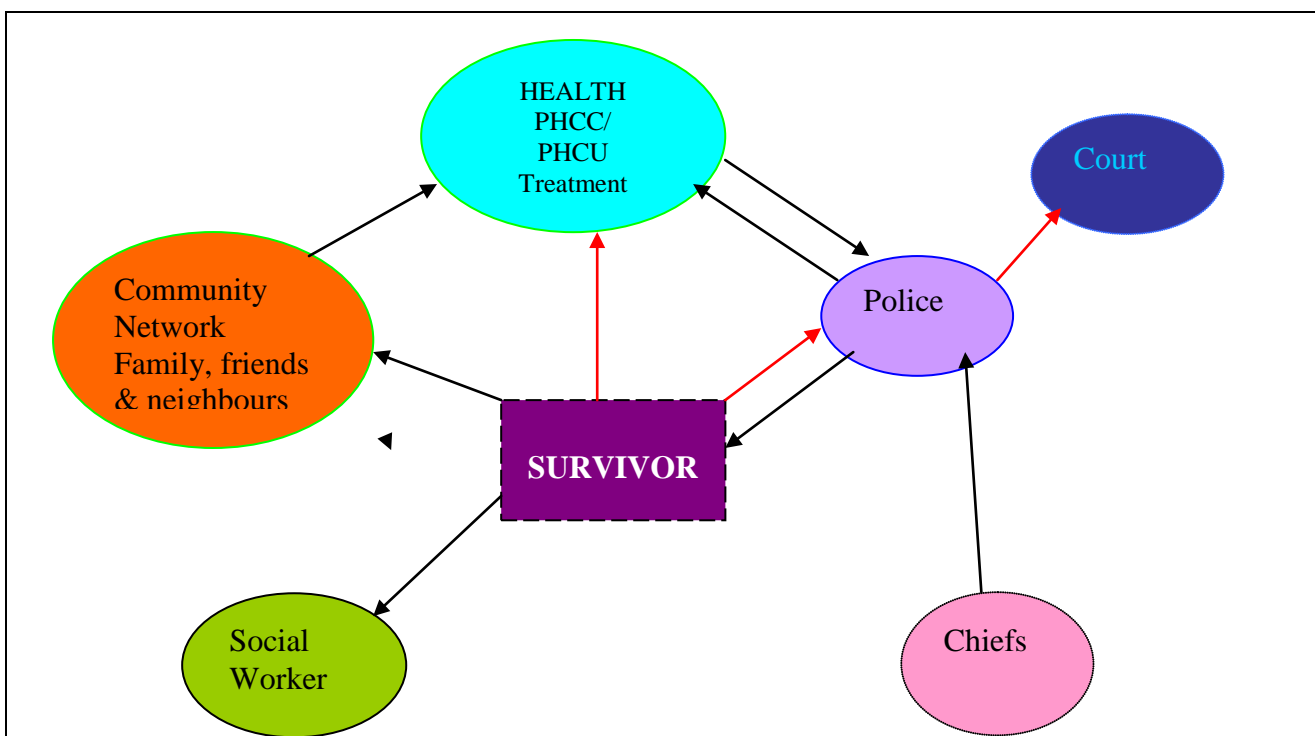 HEALTH
PHCC/
PHCU
Treatment
Court
Community
Network
Family, friends
& neighbours
Police
SURVIVOR
Social
Worker
Chiefs